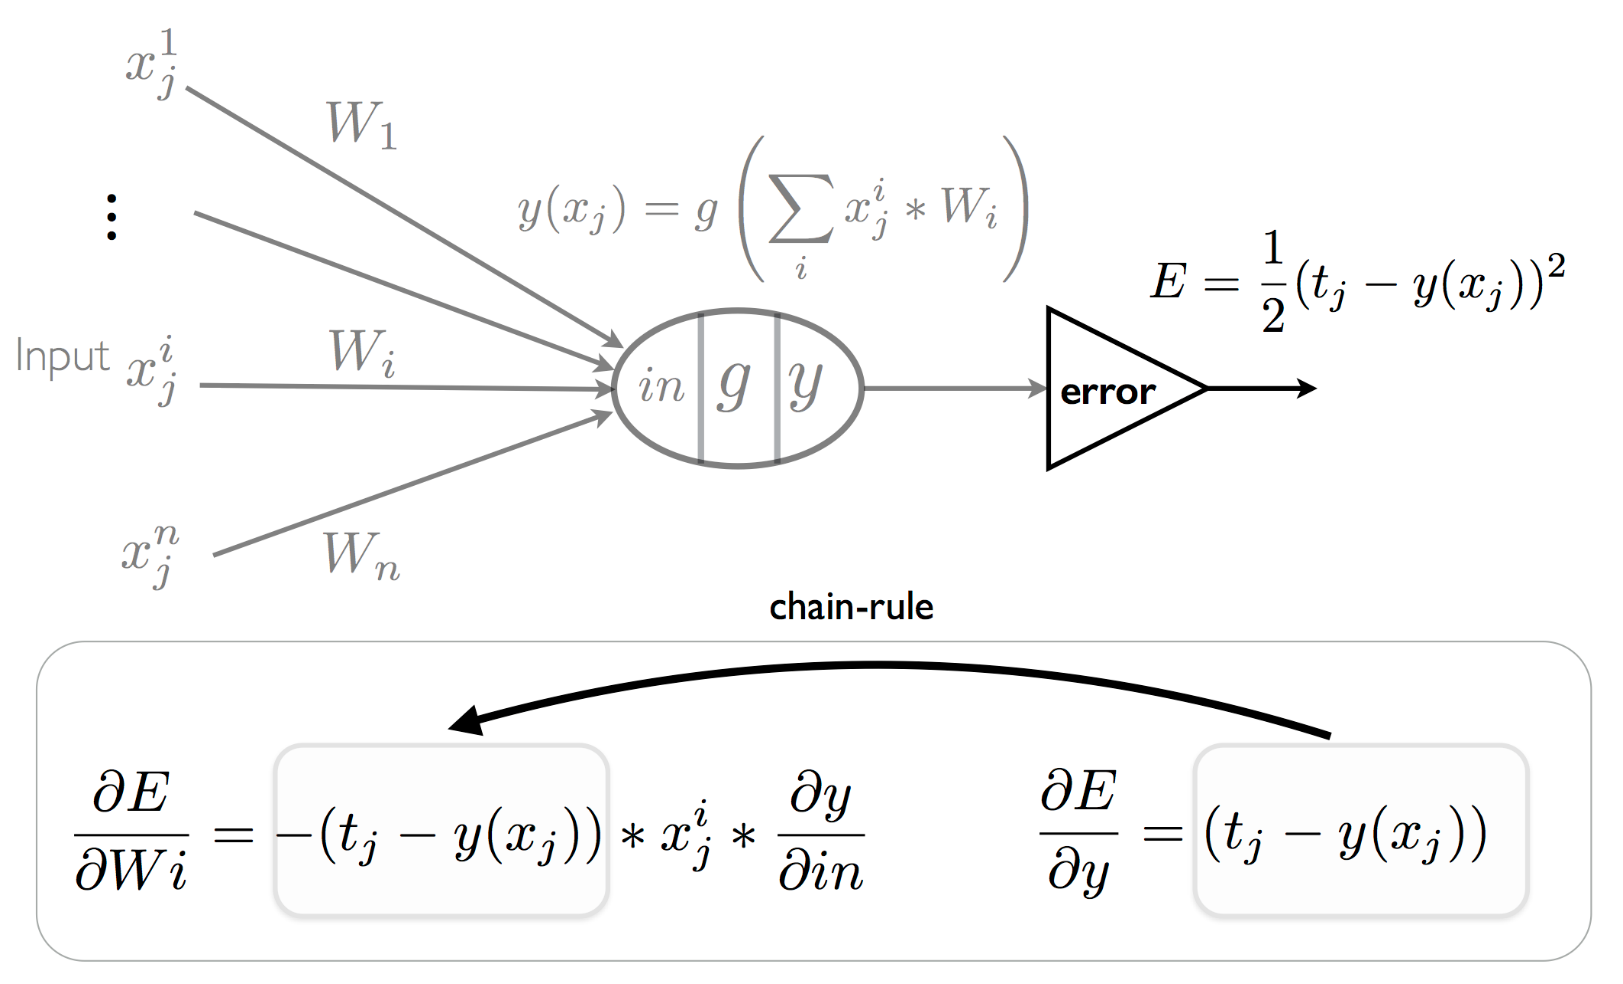 x_j^1
W_1
⋮
y(x_j) = g ( ∑_i x_j^i * W_i )
E = 1/2 (t_j − y(x_j))^2
Input x_j^i
W_i
in g y
error
x_j^n
W_n
chain-rule
∂E/∂Wi = −(t_j − y(x_j)) * x_j^i * ∂y/∂in
∂E/∂y = (t_j − y(x_j))